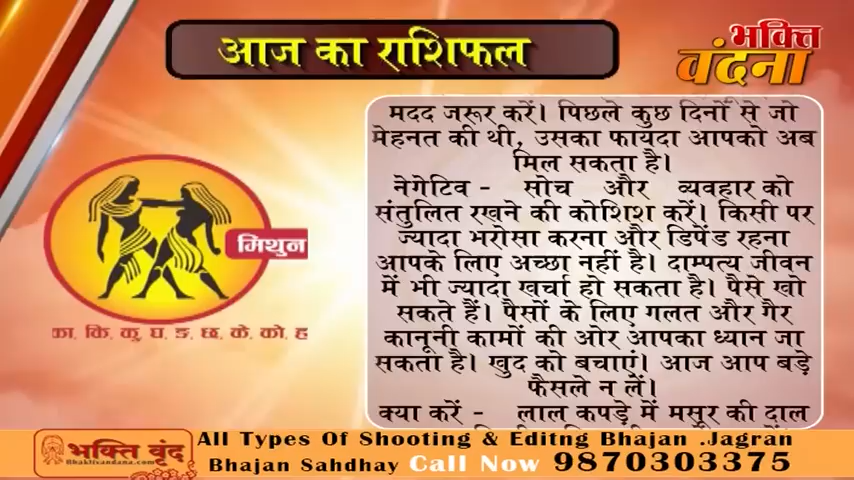 आज का राशिफल
भक्ति
वंदना
मदद जरूर करें। पिछले कुछ दिनों से जो
मेहनत की थी, उसका फायदा आपको अब
मिल सकता है।
नेगेटिव - सोच और व्यवहार को
संतुलित रखने की कोशिश करें। किसी पर
ज्यादा भरोसा करना और डिपेंड रहना
आपके लिए अच्छा नहीं है। दाम्पत्य जीवन
में भी ज्यादा खर्चा हो सकता है। पैसे खो
सकते हैं। पैसों के लिए गलत और गैर
कानूनी कामों की ओर आपका ध्यान जा
सकता है। खुद को बचाएं। आज आप बड़े
फैसले न लें।
क्या करें - लाल कपड़े में मसूर की दाल
मिथुन
का, कि, कु, घ, ङ, छ, के, को, ह
भक्ति वृंद
Bhaktivandana.com
All Types Of Shooting & Editng Bhajan .Jagran
Bhajan Sahdhay Call Now 9870303375